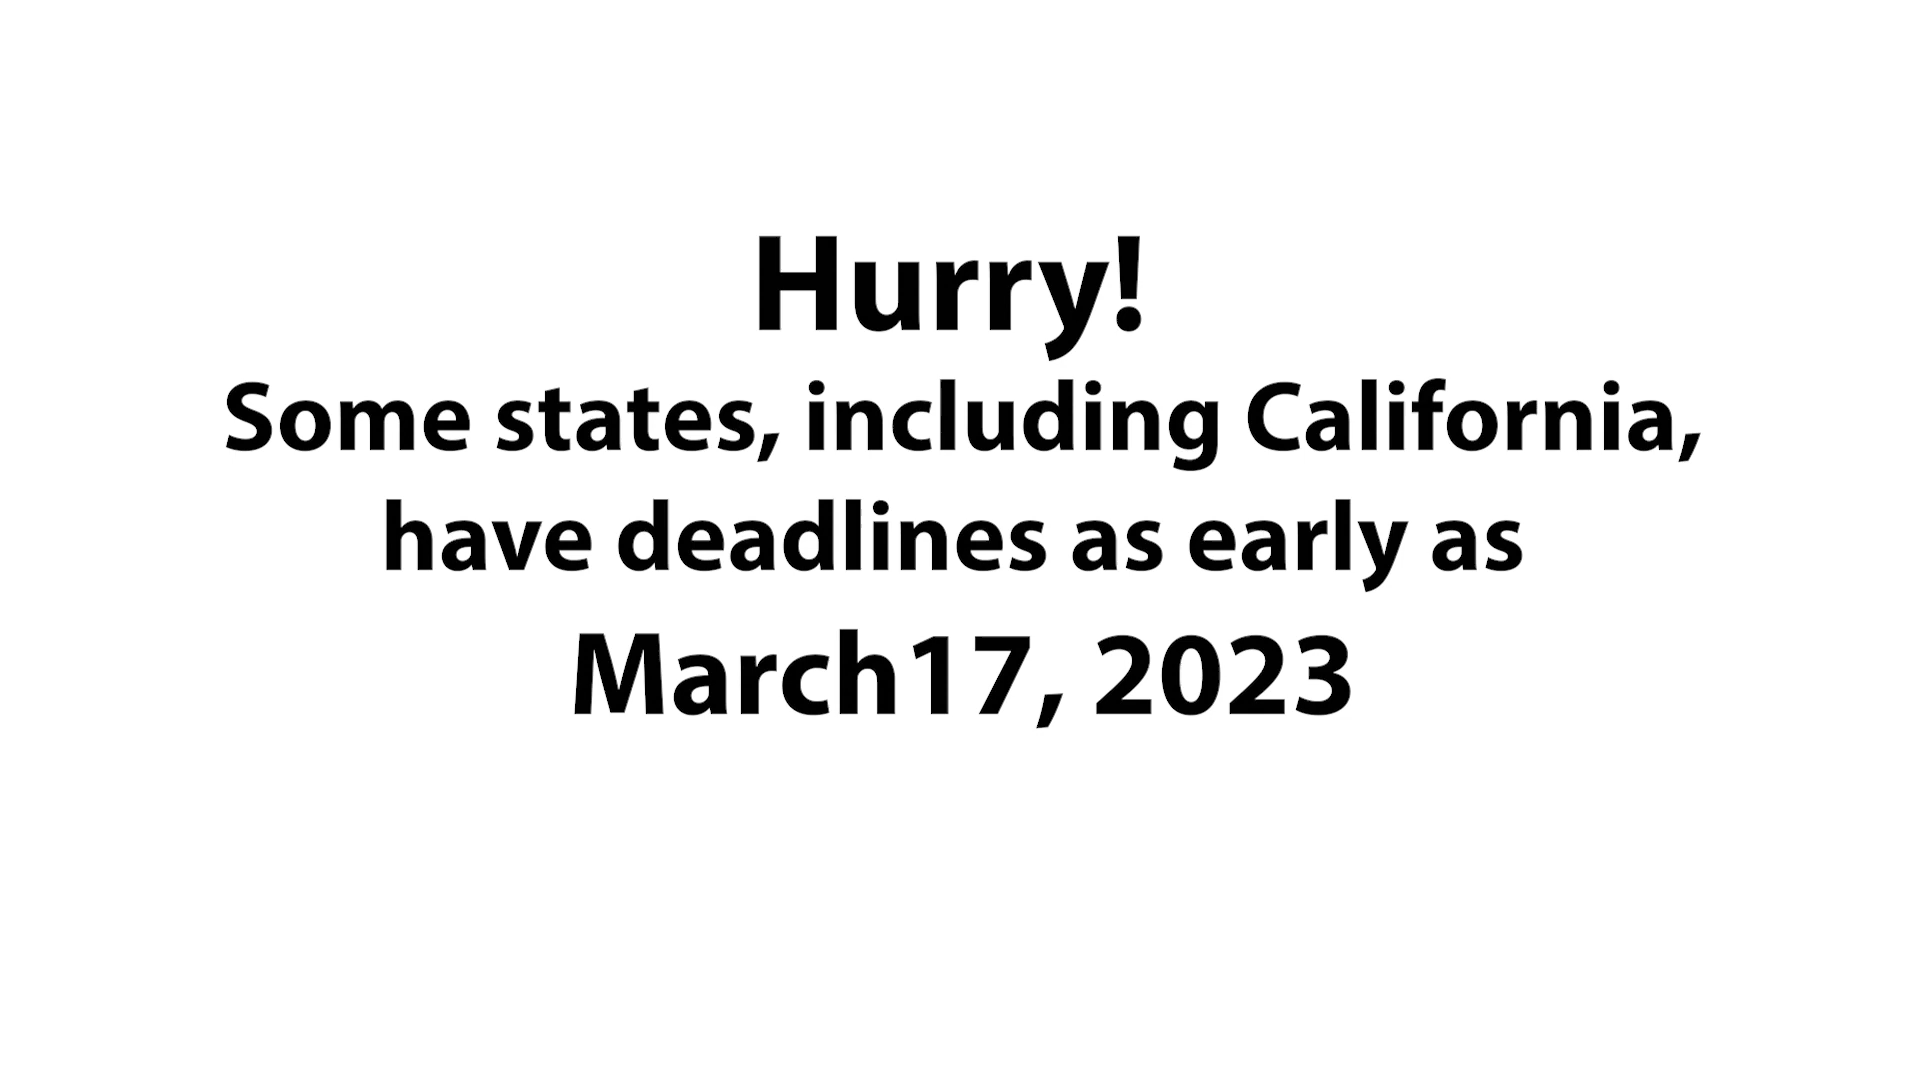 Hurry!
Some states, including California,
have deadlines as early as
March17, 2023